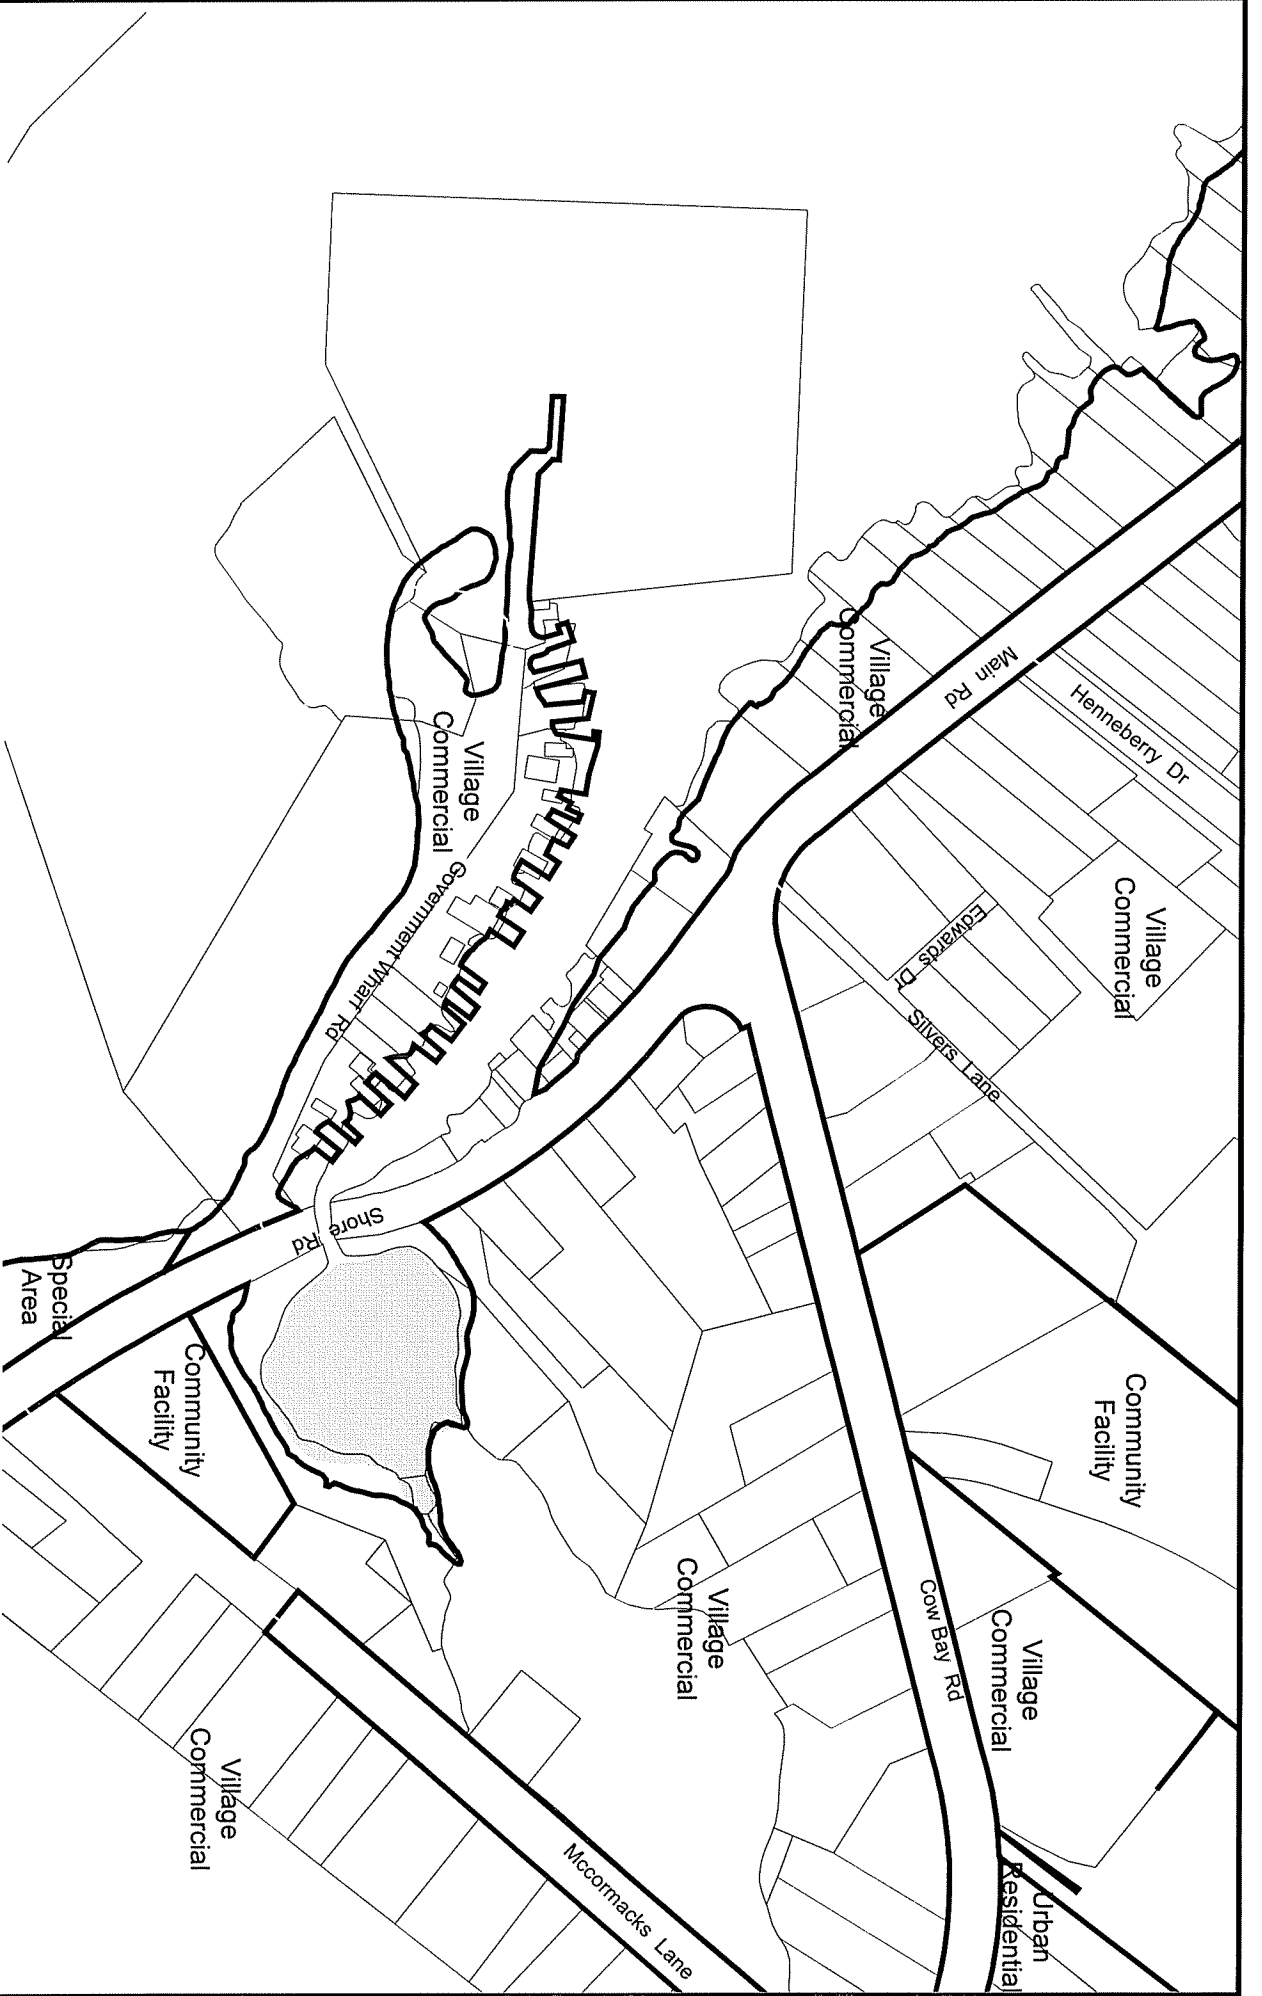 Main Rd
Henneberry Dr
Village
Commercial
Village
Commercial
Edwards Dr
Silvers Lane
Village
Commercial
Government Wharf Rd
Shore Rd
Special
Area
Community
Facility
Community
Facility
Village
Commercial
Cow Bay Rd
Village
Commercial
Village
Commercial
Mccormacks Lane
Urban
Residential